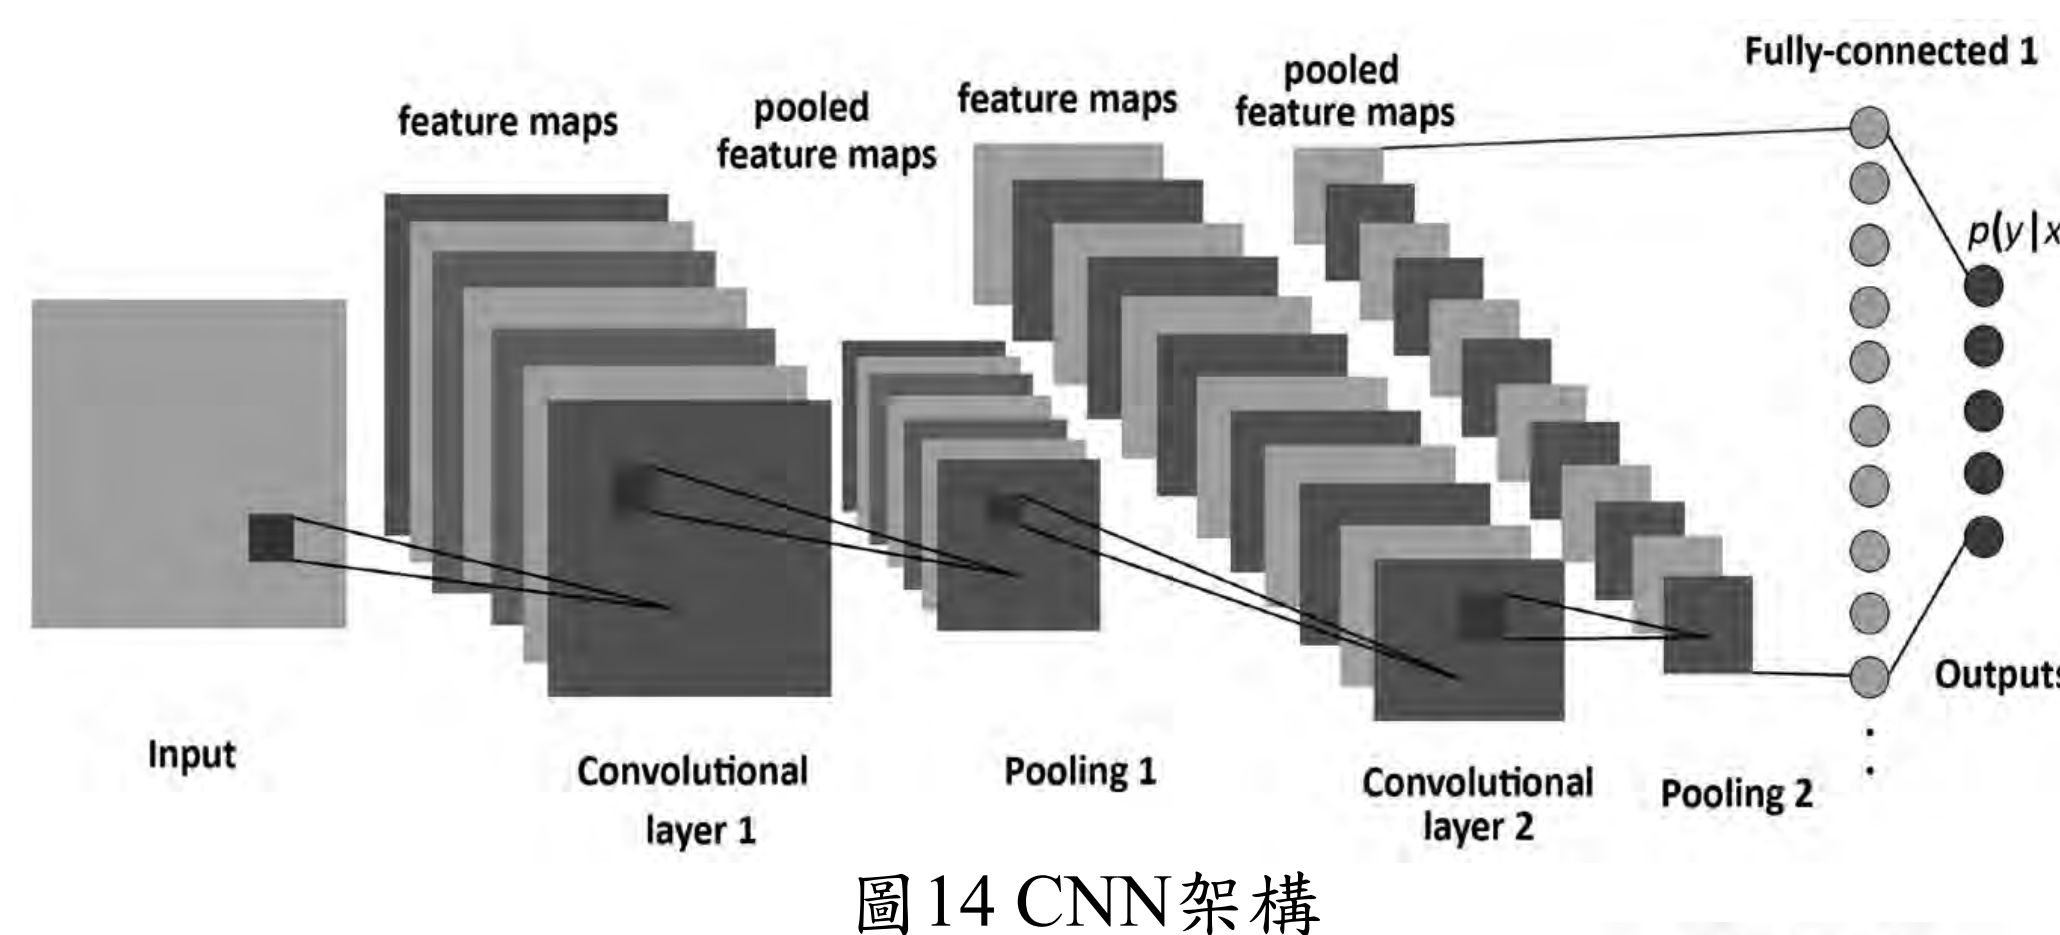 Fully-connected 1
pooled
feature maps
feature maps
pooled
feature maps
feature maps
p(y|x
Outputs
Input
Convolutional
layer 1
Pooling 1
Convolutional
layer 2
Pooling 2
圖14 CNN架構